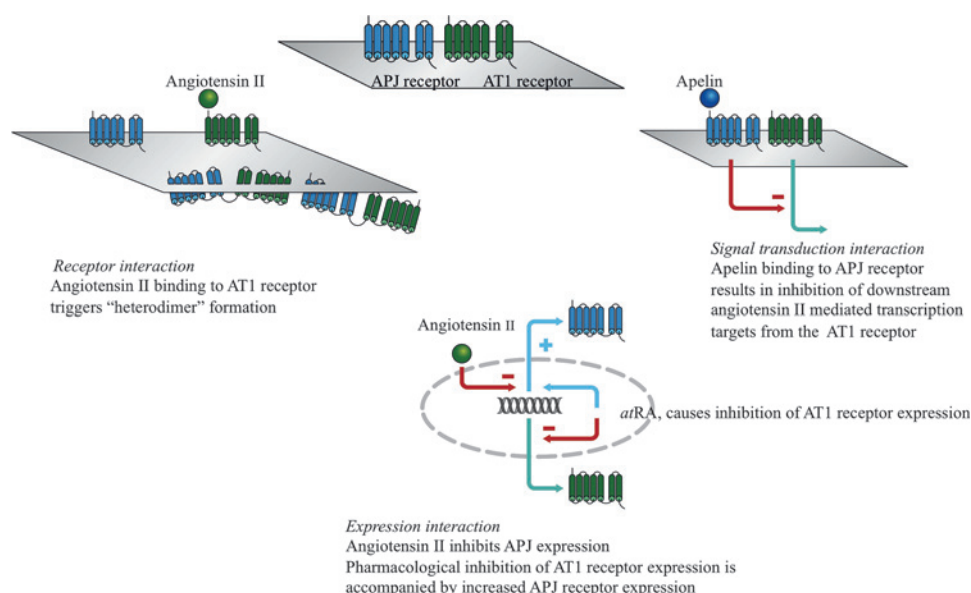 APJ receptor AT1 receptor
Angiotensin II
Receptor interaction
Angiotensin II binding to AT1 receptor
triggers “heterodimer” formation
Apelin
–
Signal transduction interaction
Apelin binding to APJ receptor
results in inhibition of downstream
angiotensin II mediated transcription
targets from the AT1 receptor
Angiotensin II
+
–
atRA, causes inhibition of AT1 receptor expression
–
Expression interaction
Angiotensin II inhibits APJ expression
Pharmacological inhibition of AT1 receptor expression is
accompanied by increased APJ receptor expression